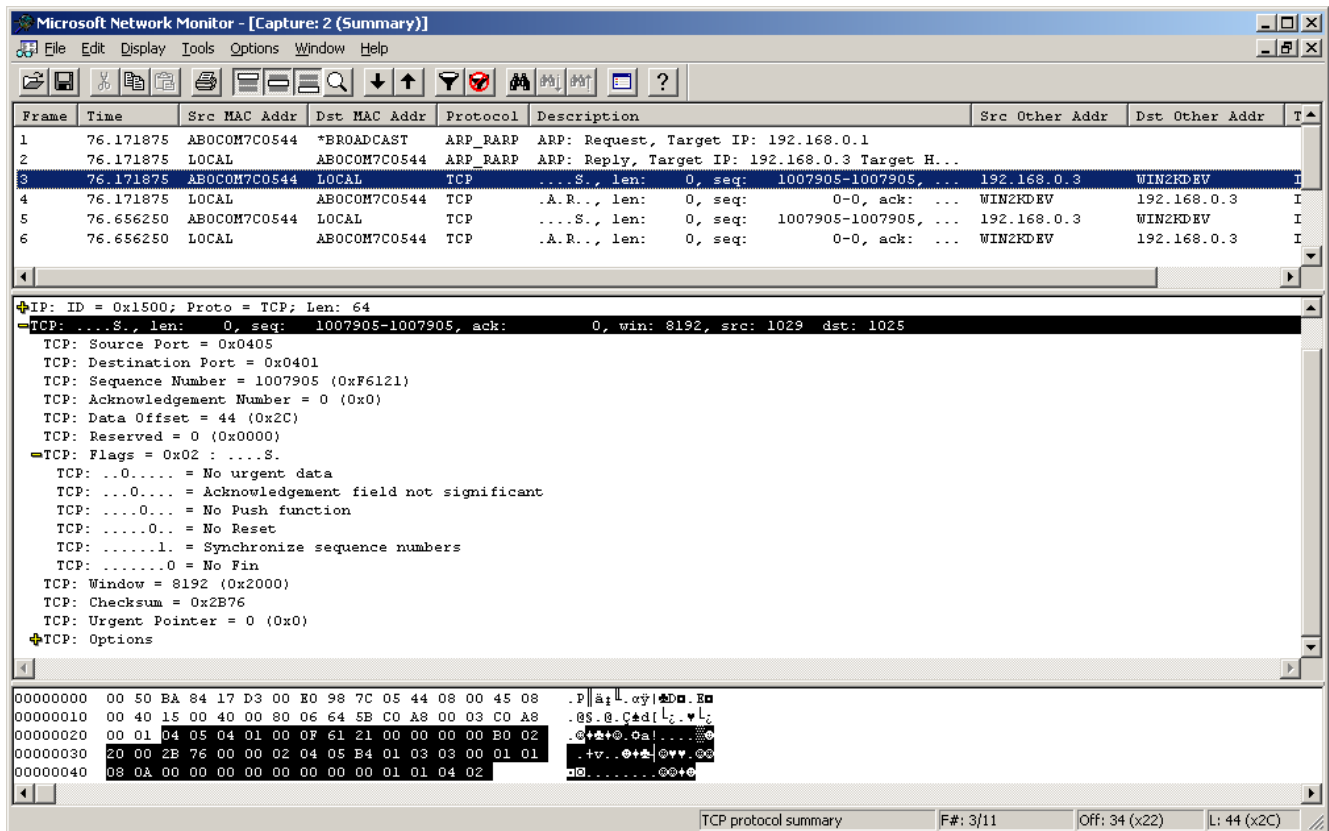 Microsoft Network Monitor - [Capture: 2 (Summary)]
File Edit Display Tools Options Window Help
Frame Time Src MAC Addr Dst MAC Addr Protocol Description Src Other Addr Dst Other Addr T
1 76.171875 ABOCOM7C0544 *BROADCAST ARP_RARP ARP: Request, Target IP: 192.168.0.1
2 76.171875 LOCAL ABOCOM7C0544 ARP_RARP ARP: Reply, Target IP: 192.168.0.3 Target H...
3 76.171875 ABOCOM7C0544 LOCAL TCP ....S., len: 0, seq: 1007905-1007905, ... 192.168.0.3 WIN2KDEV I
4 76.171875 LOCAL ABOCOM7C0544 TCP .A.R.., len: 0, seq: 0-0, ack: ... WIN2KDEV 192.168.0.3 I
5 76.656250 ABOCOM7C0544 LOCAL TCP ....S., len: 0, seq: 1007905-1007905, ... 192.168.0.3 WIN2KDEV I
6 76.656250 LOCAL ABOCOM7C0544 TCP .A.R.., len: 0, seq: 0-0, ack: ... WIN2KDEV 192.168.0.3 I
IP: ID = 0x1500; Proto = TCP; Len: 64
TCP: ....S., len: 0, seq: 1007905-1007905, ack: 0, win: 8192, src: 1029 dst: 1025
TCP: Source Port = 0x0405
TCP: Destination Port = 0x0401
TCP: Sequence Number = 1007905 (0xF6121)
TCP: Acknowledgement Number = 0 (0x0)
TCP: Data Offset = 44 (0x2C)
TCP: Reserved = 0 (0x0000)
TCP: Flags = 0x02 : ....S.
TCP: ..0..... = No urgent data
TCP: ...0.... = Acknowledgement field not significant
TCP: ....0... = No Push function
TCP: .....0.. = No Reset
TCP: ......1. = Synchronize sequence numbers
TCP: .......0 = No Fin
TCP: Window = 8192 (0x2000)
TCP: Checksum = 0x2B76
TCP: Urgent Pointer = 0 (0x0)
TCP: Options
00000000 00 50 BA 84 17 D3 00 E0 98 7C 05 44 08 00 45 08 .P║ä↨╙.αÿ|♣D◘.E◘
00000010 00 40 15 00 40 00 80 06 64 5B C0 A8 00 03 C0 A8 .@S.@.Ç♠d[└¿.♥└¿
00000020 00 01 04 05 04 01 00 0F 61 21 00 00 00 00 B0 02 .☺♦♣♦☺.☼a!....░☻
00000030 20 00 2B 76 00 00 02 04 05 B4 01 03 03 00 01 01 .+v..☻♦♣┤☺♥♥.☺☺
00000040 08 0A 00 00 00 00 00 00 00 00 01 01 04 02 ◘◙........☺☺♦☻
TCP protocol summary F#: 3/11 Off: 34 (x22) L: 44 (x2C)